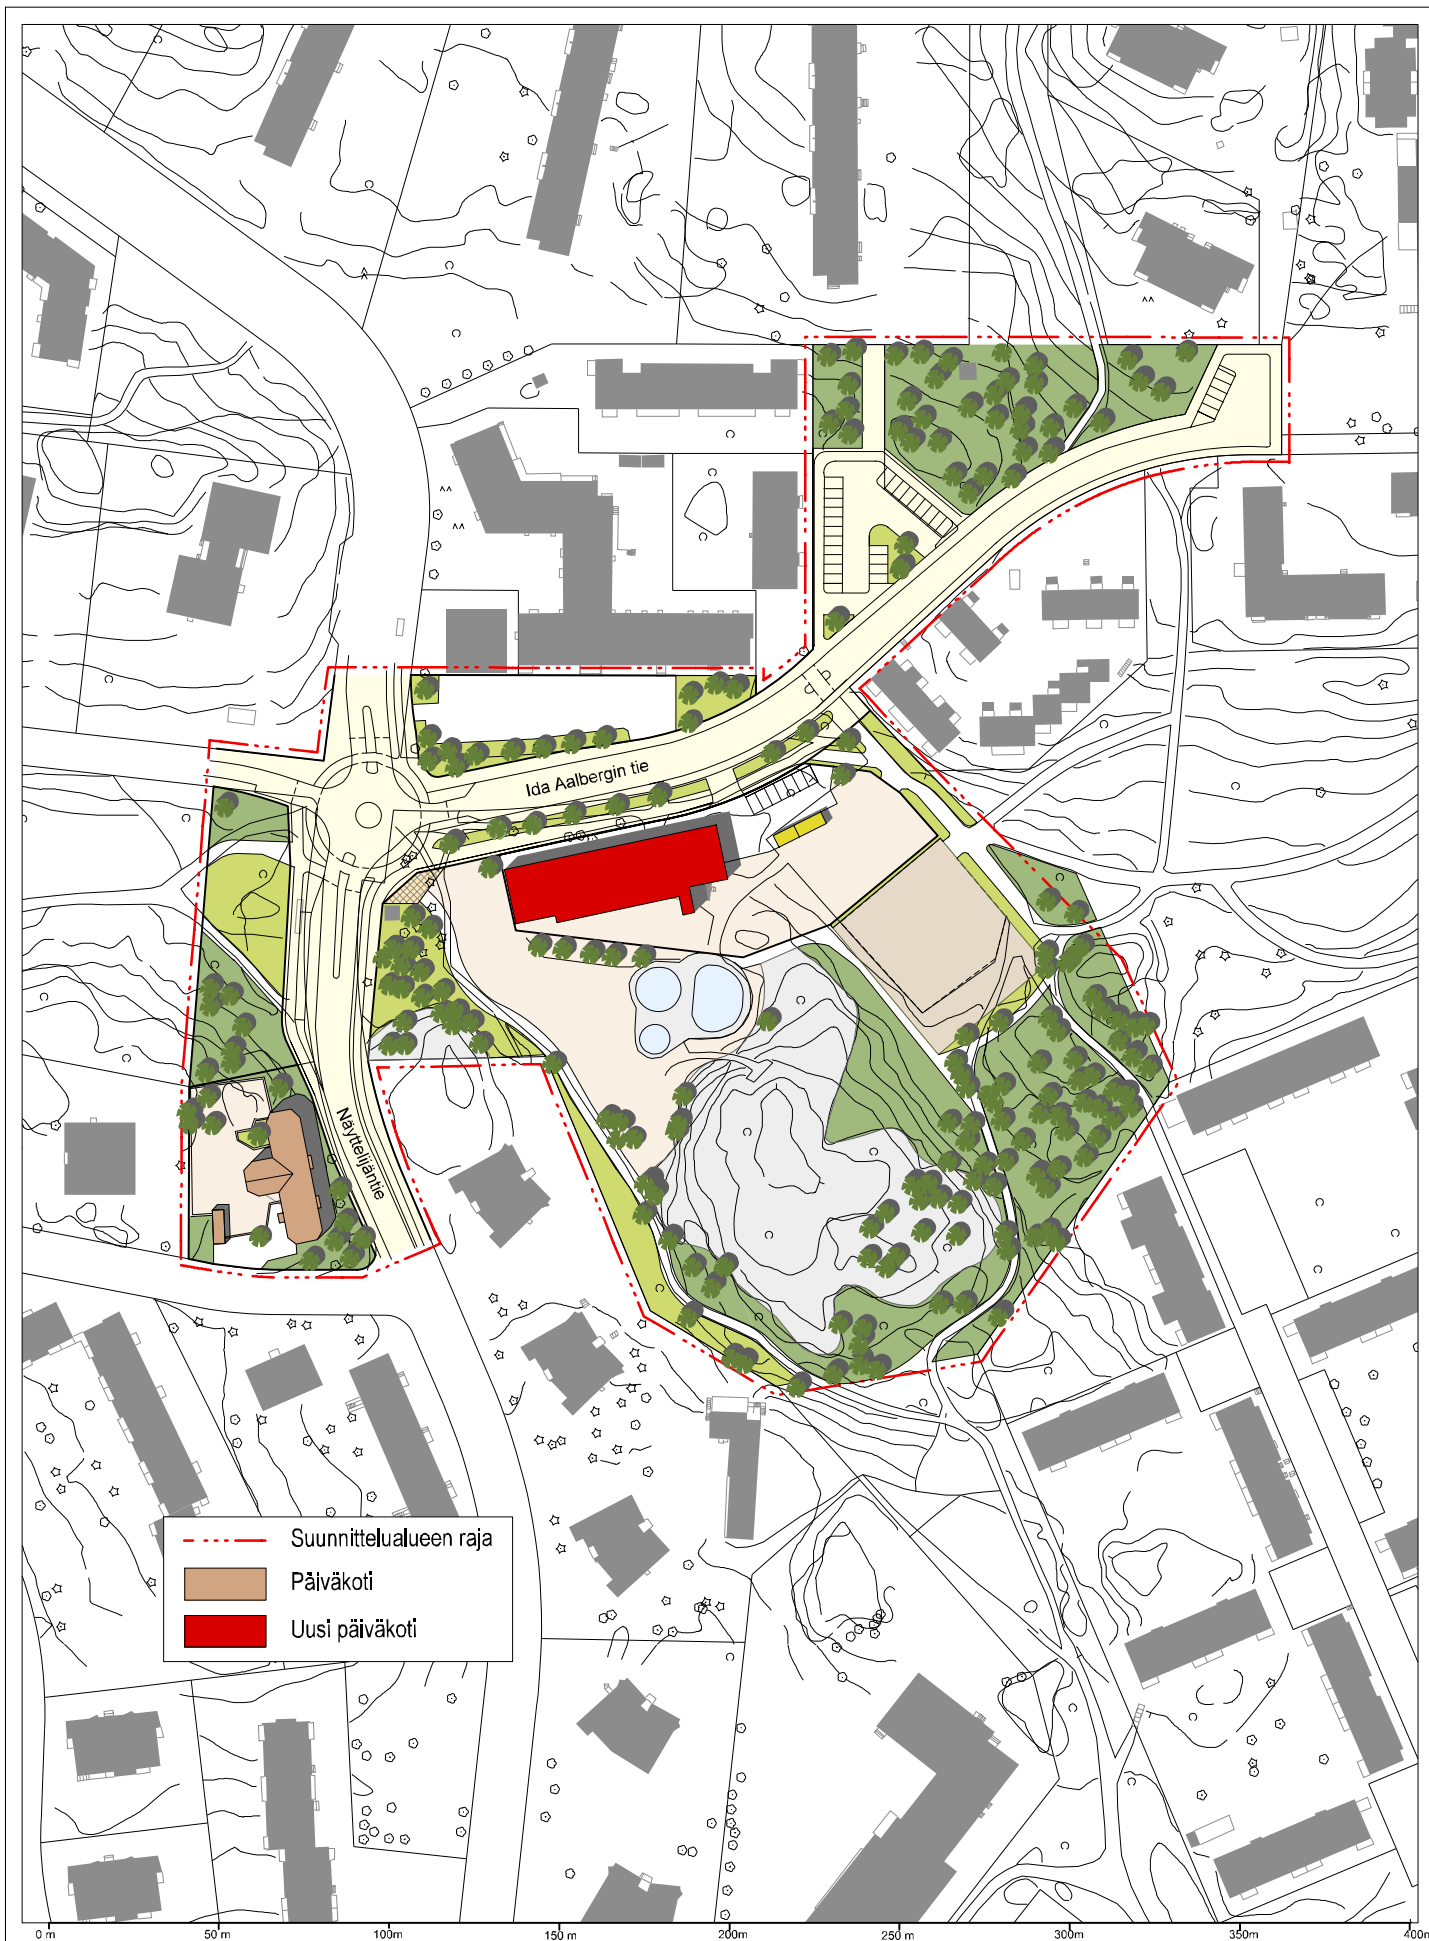 Ida Aalbergin tie
Näyttelijäntie
Suunnittelualueen raja
Päiväkoti
Uusi päiväkoti
0 m 50 m 100m 150 m 200m 250 m 300m 350m 400m